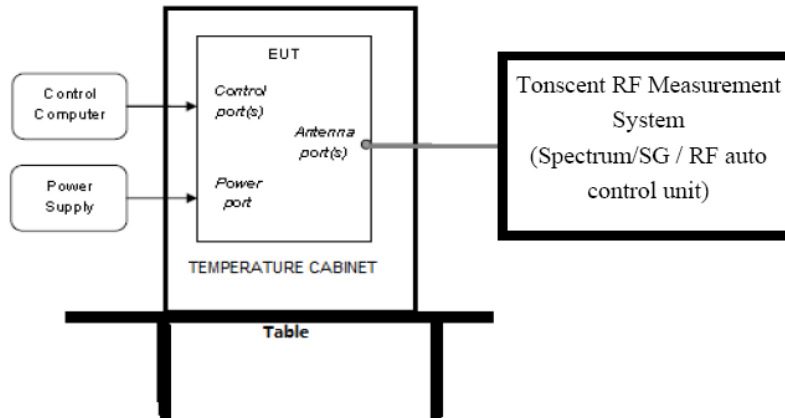 EUT
Control
Computer
Control
port(s)
Antenna
port(s)
Power
Supply
Power
port
TEMPERATURE CABINET
Table
Tonscent RF Measurement
System
(Spectrum/SG / RF auto
control unit)